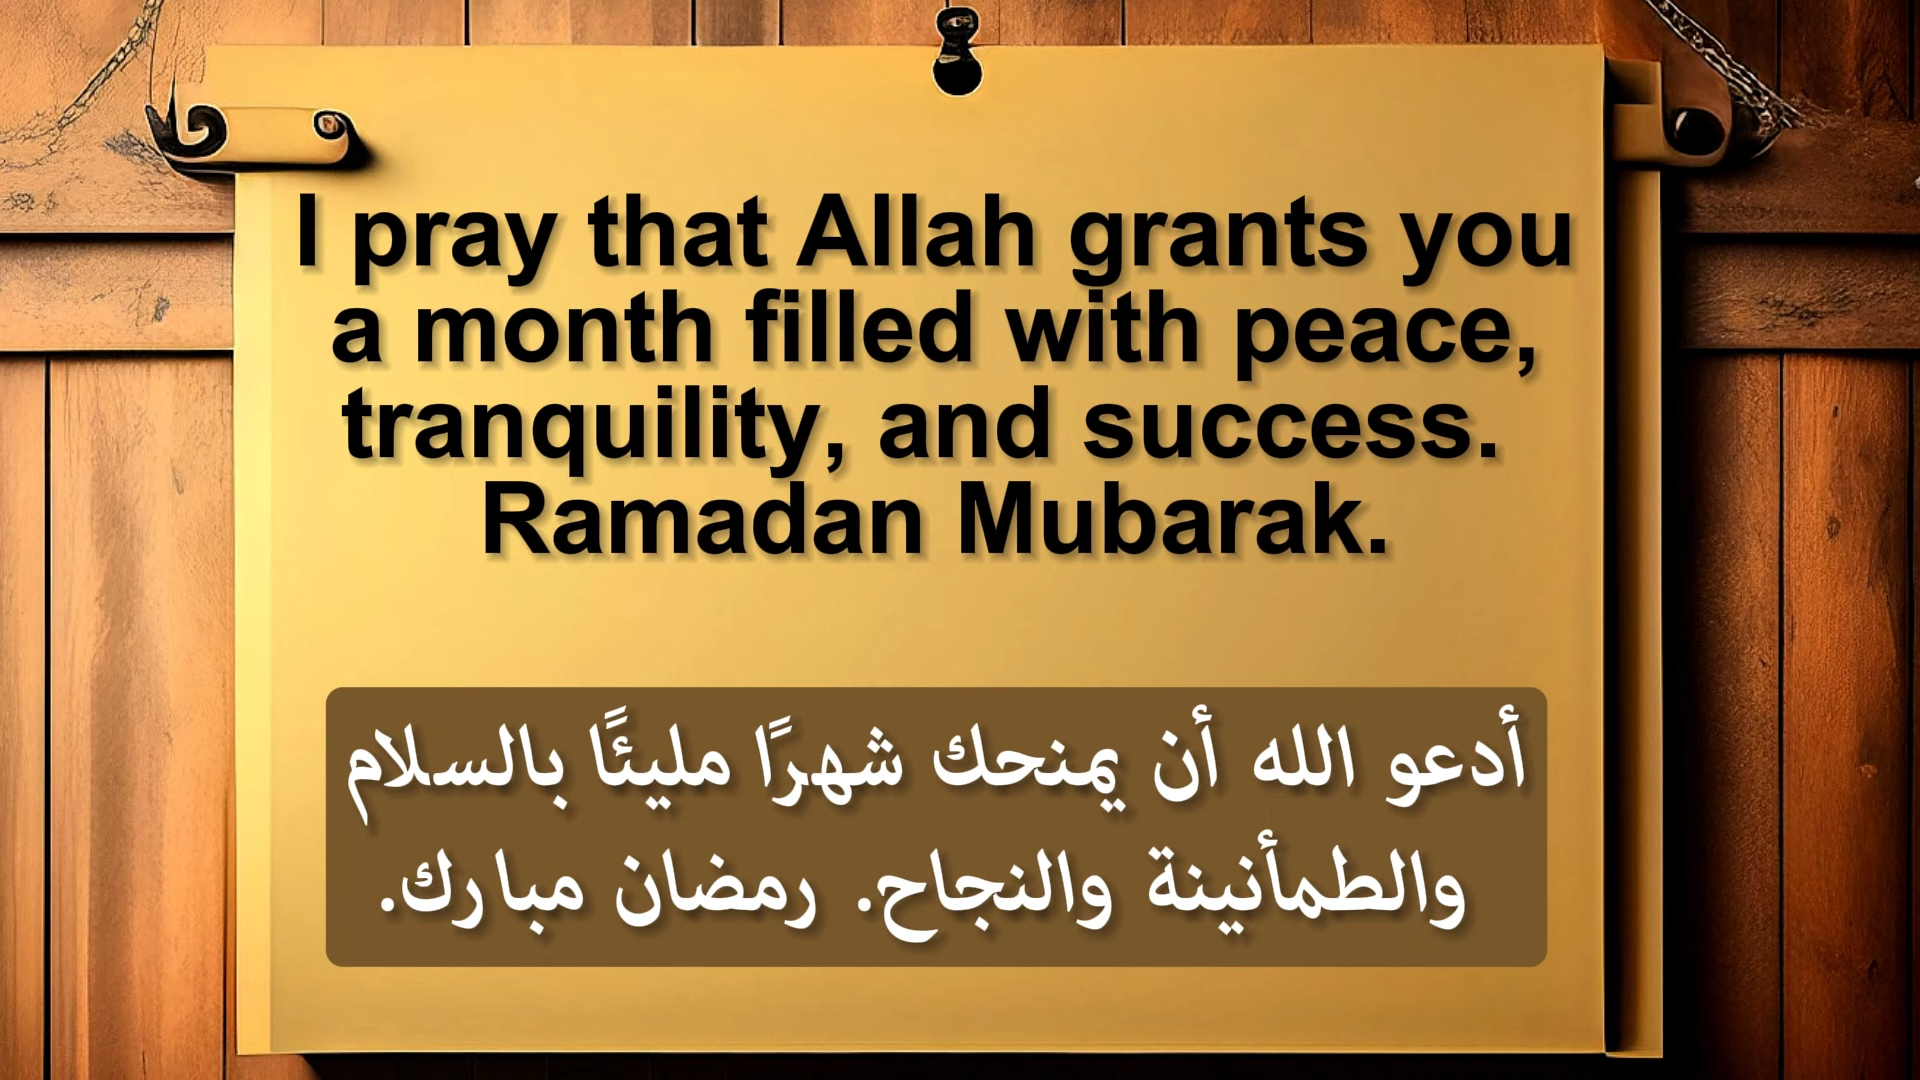 I pray that Allah grants you
a month filled with peace,
tranquility, and success.
Ramadan Mubarak.
أدعو الله أن يمنحك شهرًا مليئًا بالسلام
والطمأنينة والنجاح. رمضان مبارك.